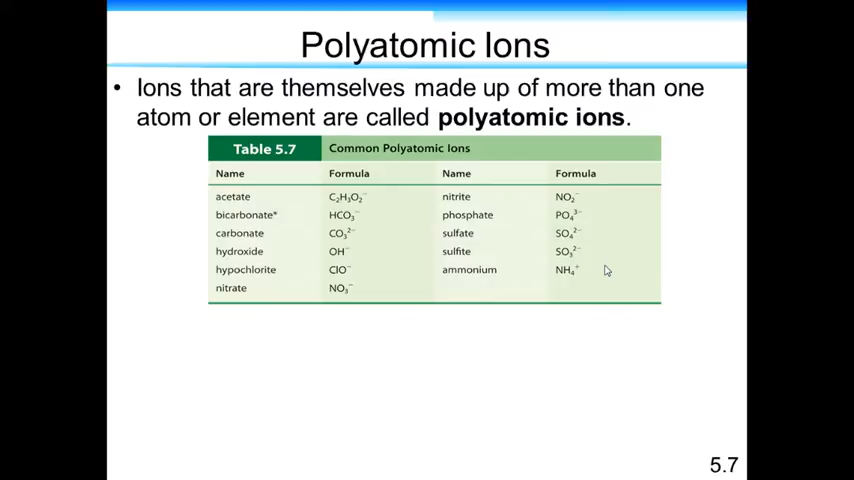 Polyatomic Ions
• Ions that are themselves made up of more than one
atom or element are called polyatomic ions.
Table 5.7 Common Polyatomic Ions
Name Formula Name Formula
acetate C₂H₃O₂⁻ nitrite NO₂⁻
bicarbonate* HCO₃⁻ phosphate PO₄³⁻
carbonate CO₃²⁻ sulfate SO₄²⁻
hydroxide OH⁻ sulfite SO₃²⁻
hypochlorite ClO⁻ ammonium NH₄⁺
nitrate NO₃⁻
5.7